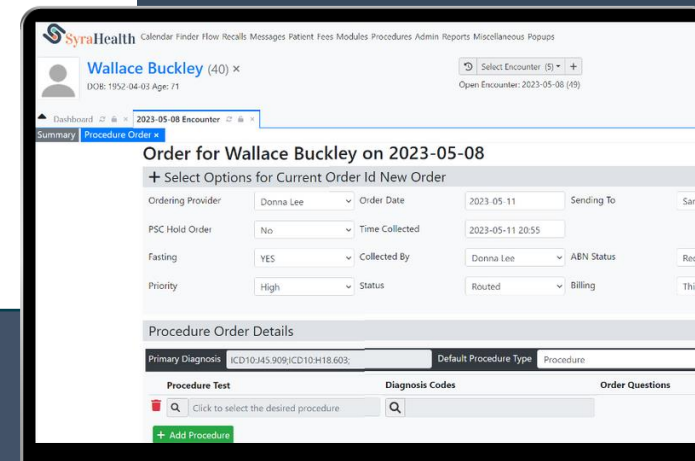 SyraHealth Calendar Finder Flow Recalls Messages Patient Fees Modules Procedures Admin Reports Miscellaneous Popups
Wallace Buckley (40) ×
DOB: 1952-04-03 Age: 71
Select Encounter (5) +
Open Encounter: 2023-05-08 (49)
Dashboard × 2023-05-08 Encounter ×
Summary Procedure Order ×
Order for Wallace Buckley on 2023-05-08
+ Select Options for Current Order Id New Order
Ordering Provider Donna Lee Order Date 2023-05-11 Sending To
PSC Hold Order No Time Collected 2023-05-11 20:55
Fasting YES Collected By Donna Lee ABN Status
Priority High Status Routed Billing
Procedure Order Details
Primary Diagnosis ICD10:J45.909;ICD10:H18.603; Default Procedure Type Procedure
Procedure Test Diagnosis Codes Order Questions
Click to select the desired procedure
+ Add Procedure